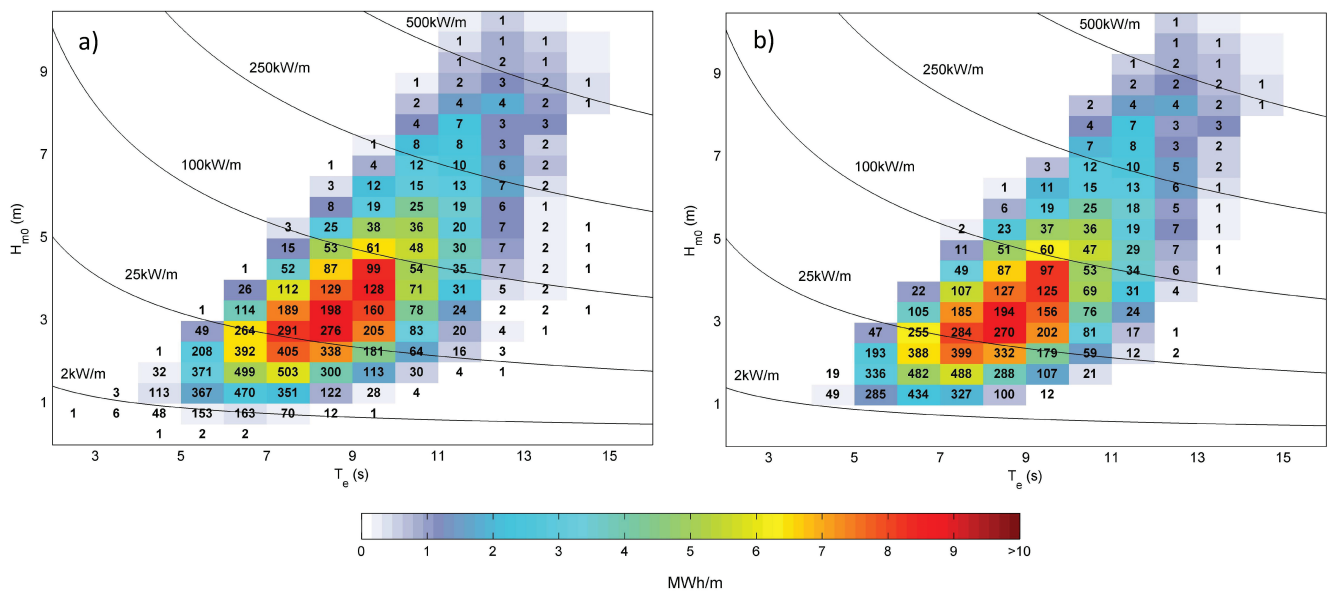 a)
500kW/m
250kW/m
100kW/m
25kW/m
2kW/m
1
1 1 1
1 2 1
1 2 3 2 1
2 4 4 2 1
4 7 3 3
1 8 8 3 2
1 4 12 10 6 2
3 12 15 13 7 2
8 19 25 19 6 1
3 25 38 36 20 7 1 1
15 53 61 48 30 7 2 1
1 52 87 99 54 35 7 2 1
26 112 129 128 71 31 5 2
1 114 189 198 160 78 24 2 2 1
49 264 291 276 205 83 20 4 1
1 208 392 405 338 181 64 16 3
32 371 499 503 300 113 30 4 1
3 113 367 470 351 122 28 4
1 6 48 153 163 70 12 1
1 2 2
H_m0 (m)
9
7
5
3
1
3 5 7 9 11 13 15
T_e (s)
b)
500kW/m
250kW/m
100kW/m
25kW/m
2kW/m
1
1 1
1 2 1
2 2 2 1
2 4 4 2 1
4 7 3 3
7 8 3 2
3 12 10 5
1 11 15 13 6 1
6 19 25 18 5 1
2 23 37 36 19 7 1
11 51 60 47 29 7 1
49 87 97 53 34 6 1
22 107 127 125 69 31 4
105 185 194 156 76 24
47 255 284 270 202 81 17 1
193 388 399 332 179 59 12 2
19 336 482 488 288 107 21
49 285 434 327 100 12
H_m0 (m)
9
7
5
3
1
3 5 7 9 11 13 15
T_e (s)
0 1 2 3 4 5 6 7 8 9 >10
MWh/m